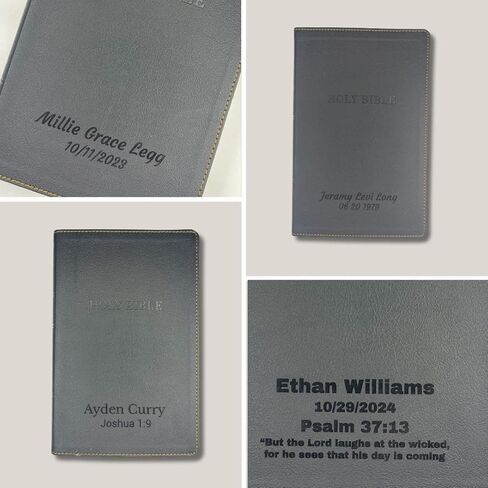 Millie Grace Legg
10/11/2023
HOLY BIBLE
Jeramy Levi Long
06 20 1979
HOLY BIBLE
Ayden Curry
Joshua 1:9
Ethan Williams
10/29/2024
Psalm 37:13
“But the Lord laughs at the wicked,
for he sees that his day is coming